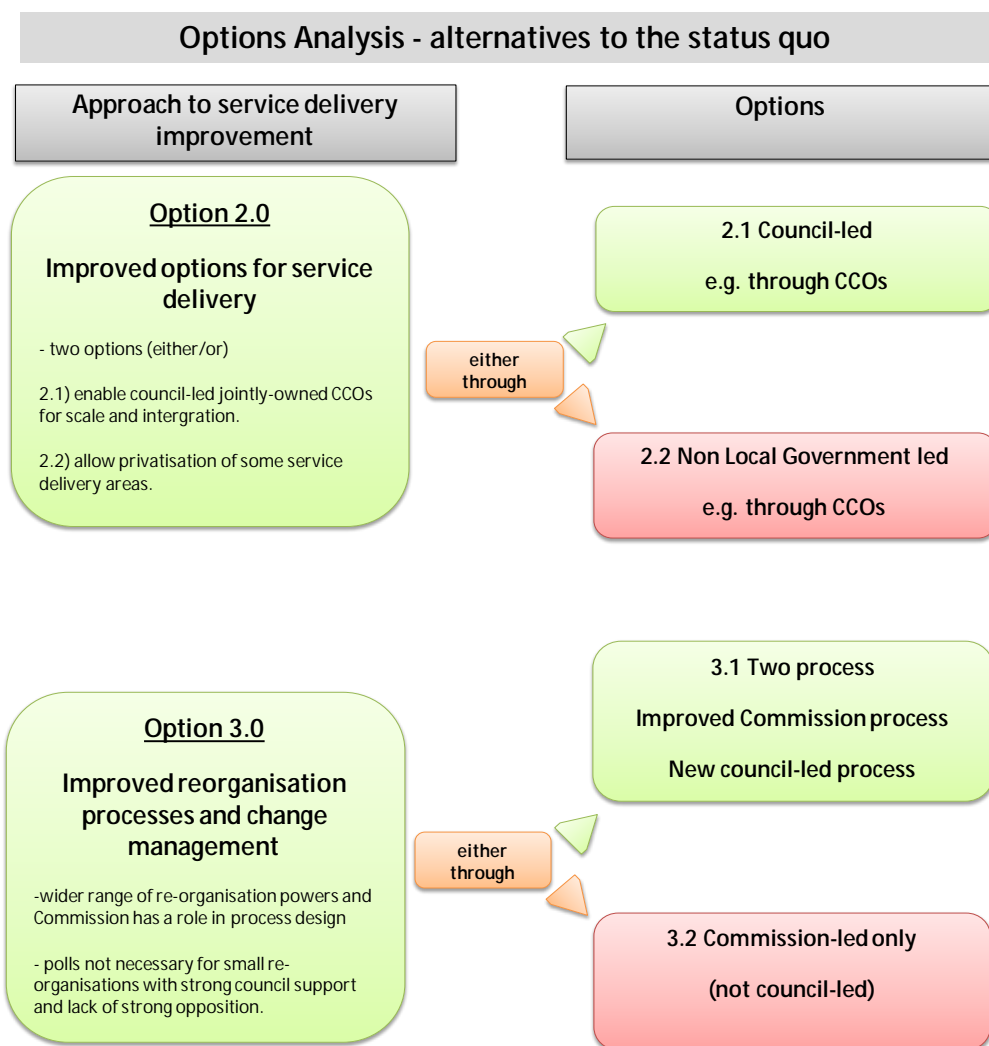 Options Analysis - alternatives to the status quo
Approach to service delivery
improvement
Options
Option 2.0
Improved options for service
delivery
- two options (either/or)
2.1) enable council-led jointly-owned CCOs
for scale and intergration.
2.2) allow privatisation of some service
delivery areas.
either
through
2.1 Council-led
e.g. through CCOs
2.2 Non Local Government led
e.g. through CCOs
Option 3.0
Improved reorganisation
processes and change
management
-wider range of re-organisation powers and
Commission has a role in process design
- polls not necessary for small re-
organisations with strong council support
and lack of strong opposition.
either
through
3.1 Two process
Improved Commission process
New council-led process
3.2 Commission-led only
(not council-led)